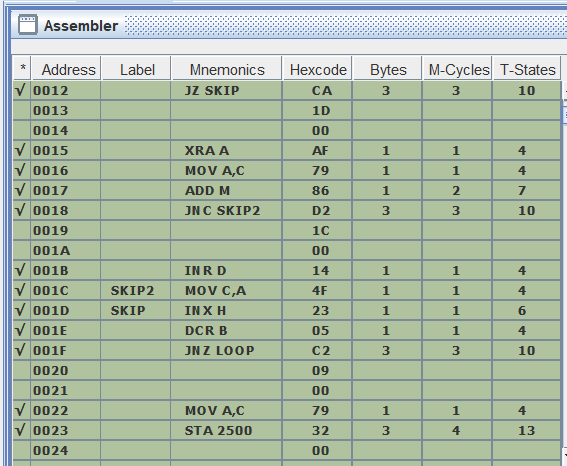 Assembler
* Address Label Mnemonics Hexcode Bytes M-Cycles T-States
√ 0012 JZ SKIP CA 3 3 10
0013 1D
0014 00
√ 0015 XRA A AF 1 1 4
√ 0016 MOV A,C 79 1 1 4
√ 0017 ADD M 86 1 2 7
√ 0018 JNC SKIP2 D2 3 3 10
0019 1C
001A 00
√ 001B INR D 14 1 1 4
√ 001C SKIP2 MOV C,A 4F 1 1 4
√ 001D SKIP INX H 23 1 1 6
√ 001E DCR B 05 1 1 4
√ 001F JNZ LOOP C2 3 3 10
0020 09
0021 00
√ 0022 MOV A,C 79 1 1 4
√ 0023 STA 2500 32 3 4 13
0024 00